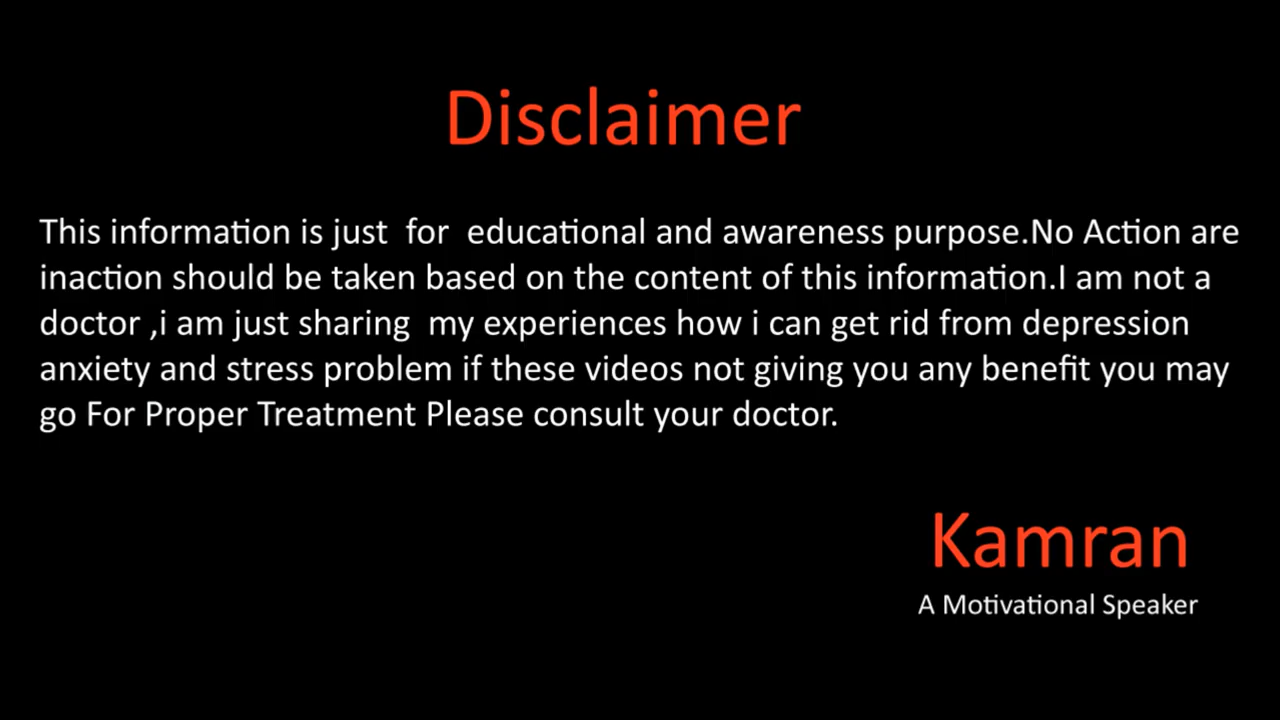 Disclaimer
This information is just  for  educational and awareness purpose.No Action are
inaction should be taken based on the content of this information.I am not a
doctor ,i am just sharing  my experiences how i can get rid from depression
anxiety and stress problem if these videos not giving you any benefit you may
go For Proper Treatment Please consult your doctor.
Kamran
A Motivational Speaker